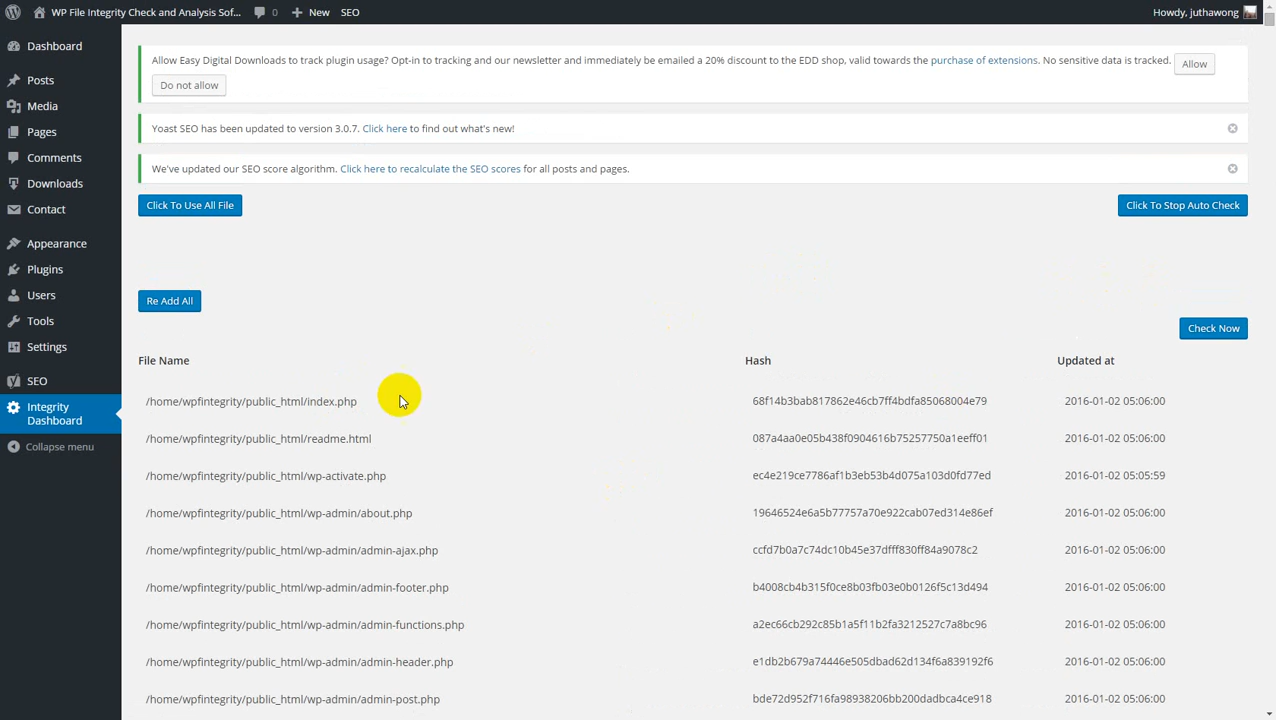 WP File Integrity Check and Analysis Sof... 0 New SEO Howdy, juthawong
Dashboard
Posts
Media
Pages
Comments
Downloads
Contact
Appearance
Plugins
Users
Tools
Settings
SEO
Integrity
Dashboard
Collapse menu
Allow Easy Digital Downloads to track plugin usage? Opt-in to tracking and our newsletter and immediately be emailed a 20% discount to the EDD shop, valid towards the purchase of extensions. No sensitive data is tracked. Allow
Do not allow
Yoast SEO has been updated to version 3.0.7. Click here to find out what's new!
We've updated our SEO score algorithm. Click here to recalculate the SEO scores for all posts and pages.
Click To Use All File Click To Stop Auto Check
Re Add All
Check Now
File Name Hash Updated at
/home/wpfintegrity/public_html/index.php 68f14b3bab817862e46cb7ff4bdfa85068004e79 2016-01-02 05:06:00
/home/wpfintegrity/public_html/readme.html 087a4aa0e05b438f0904616b75257750a1eeff01 2016-01-02 05:06:00
/home/wpfintegrity/public_html/wp-activate.php ec4e219ce7786af1b3eb53b4d075a103d0fd77ed 2016-01-02 05:05:59
/home/wpfintegrity/public_html/wp-admin/about.php 19646524e6a5b77757a70e922cab07ed314e86ef 2016-01-02 05:06:00
/home/wpfintegrity/public_html/wp-admin/admin-ajax.php ccfd7b0a7c74dc10b45e37dfff830ff84a9078c2 2016-01-02 05:06:00
/home/wpfintegrity/public_html/wp-admin/admin-footer.php b4008cb4b315f0ce8b03fb03e0b0126f5c13d494 2016-01-02 05:06:00
/home/wpfintegrity/public_html/wp-admin/admin-functions.php a2ec66cb292c85b1a5f11b2fa3212527c7a8bc96 2016-01-02 05:06:00
/home/wpfintegrity/public_html/wp-admin/admin-header.php e1db2b679a74446e505dbad62d134f6a839192f6 2016-01-02 05:06:00
/home/wpfintegrity/public_html/wp-admin/admin-post.php bde72d952f716fa98938206bb200dadbca4ce918 2016-01-02 05:06:00